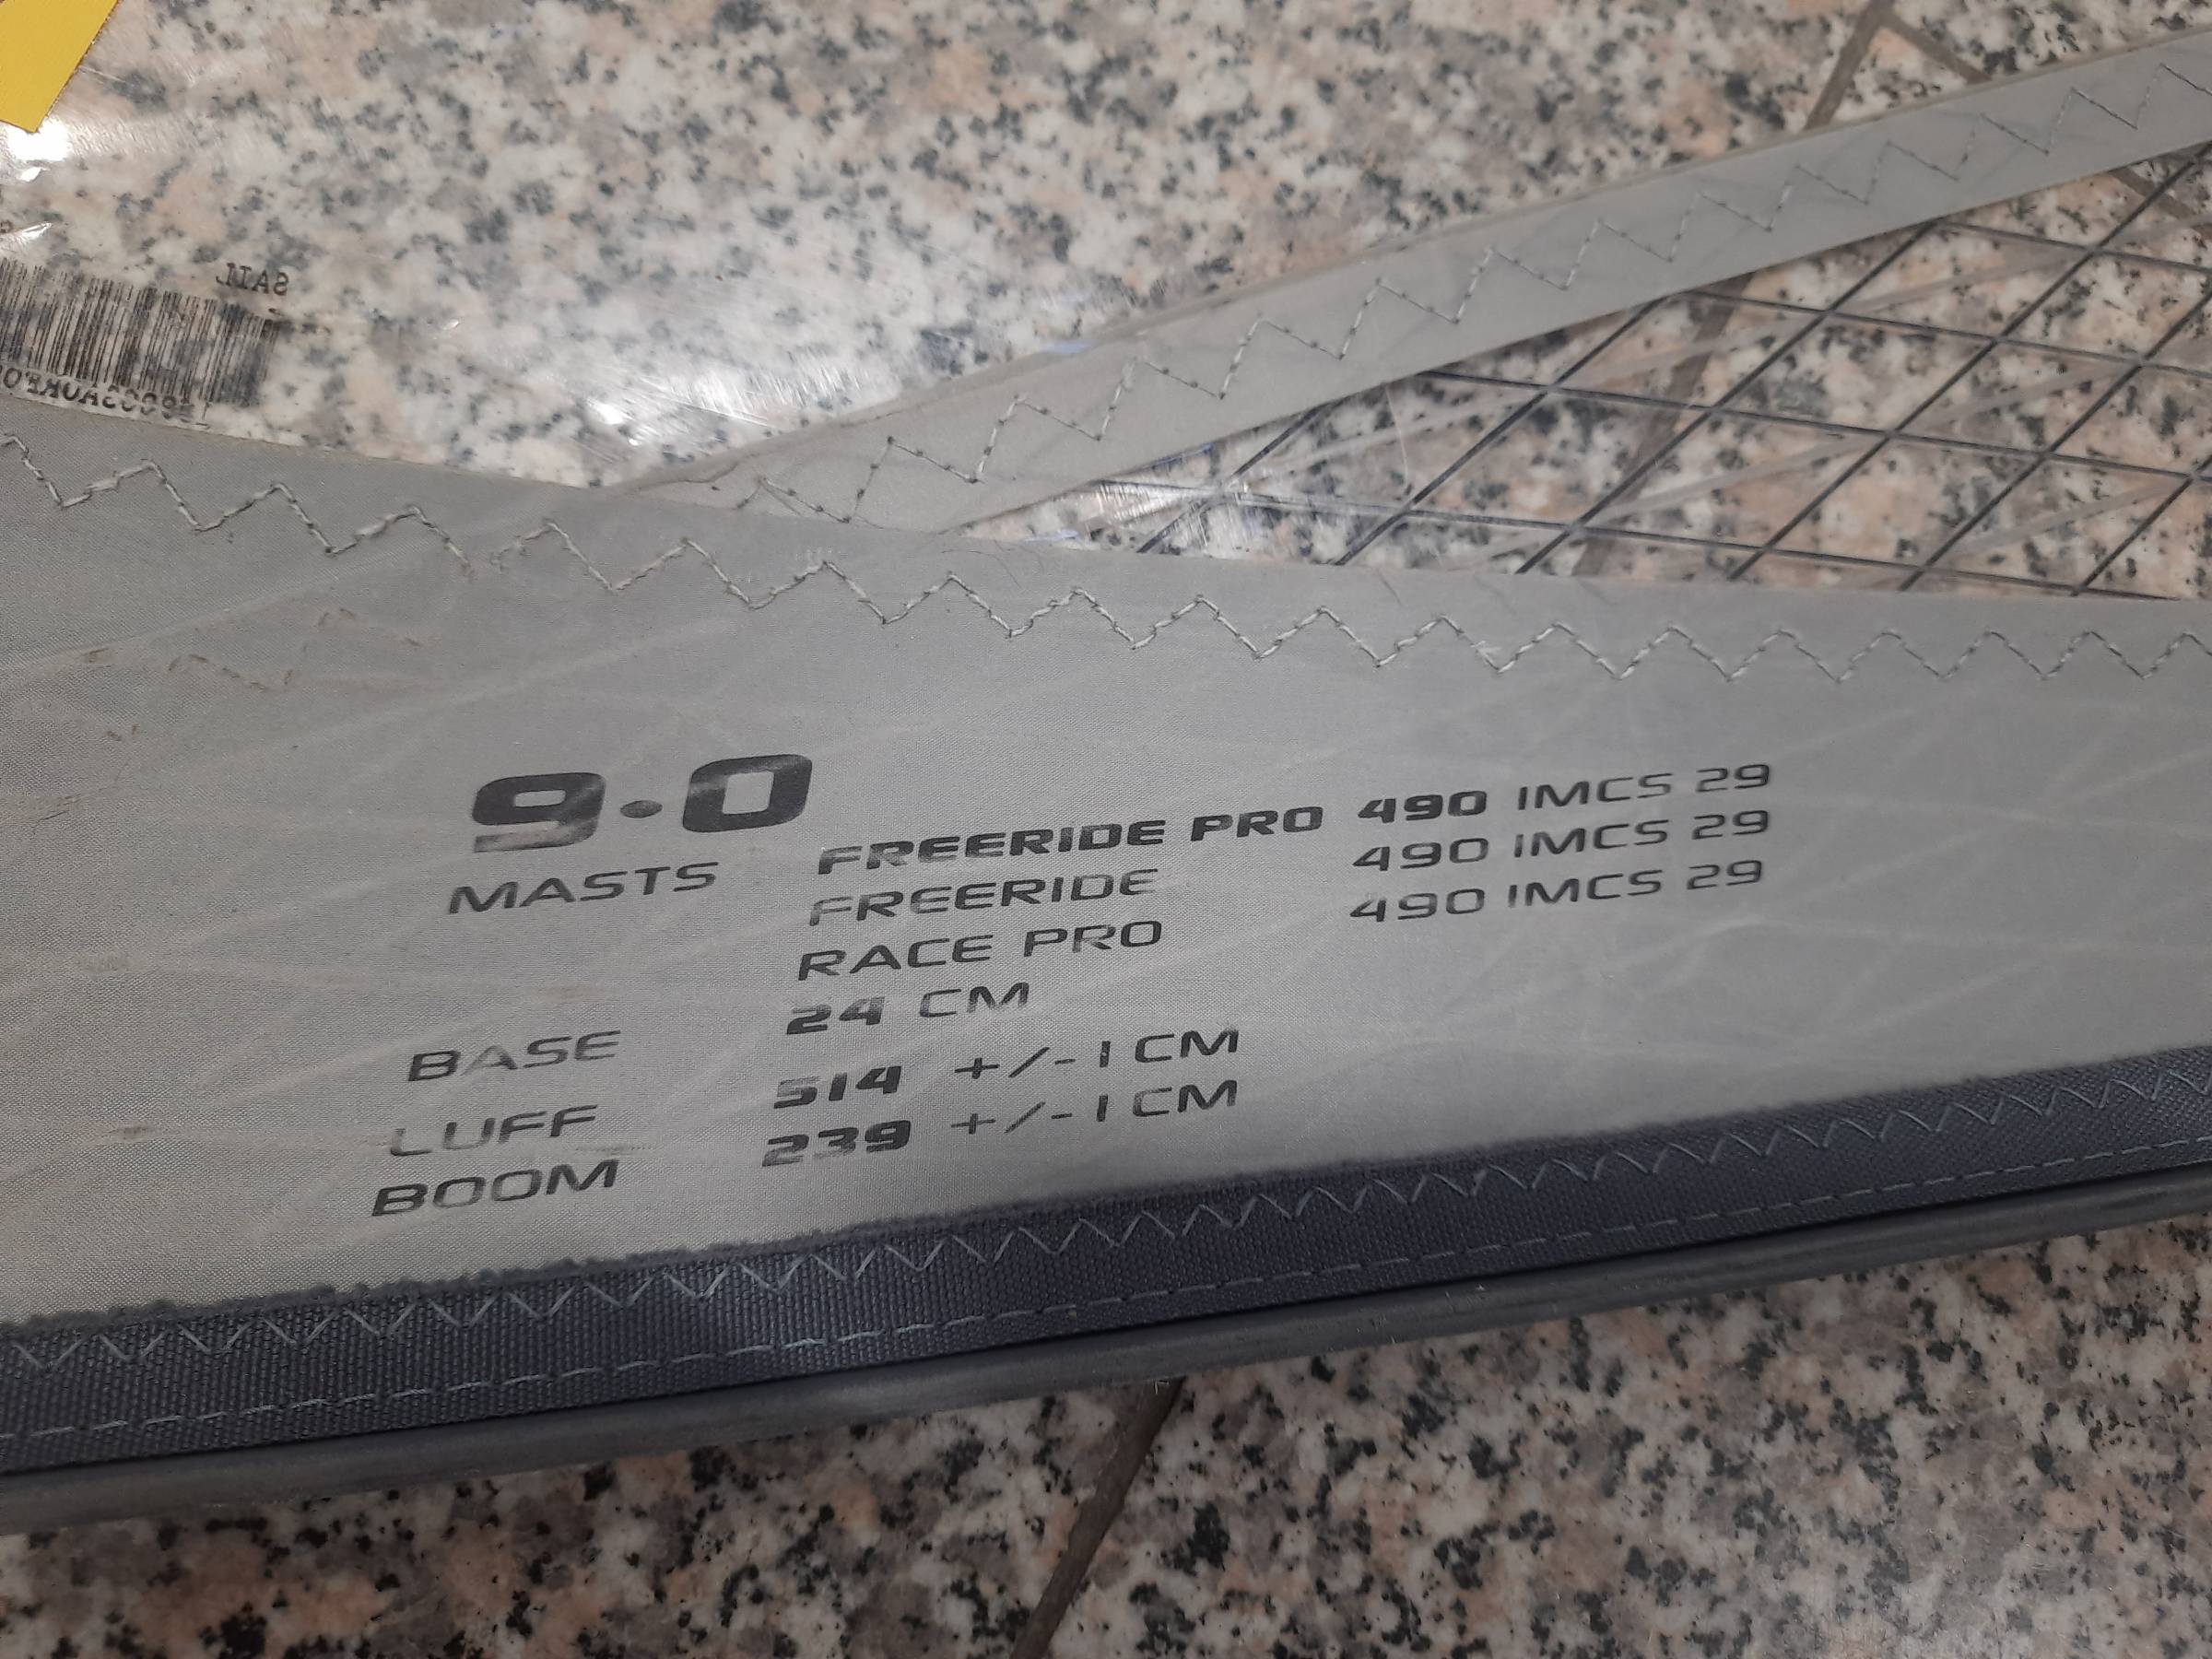 SAIL
9.0
MASTS FREERIDE PRO 490 IMCS 29
FREERIDE 490 IMCS 29
RACE PRO 490 IMCS 29
BASE 24 CM
LUFF 514 +/- 1 CM
BOOM 239 +/- 1 CM